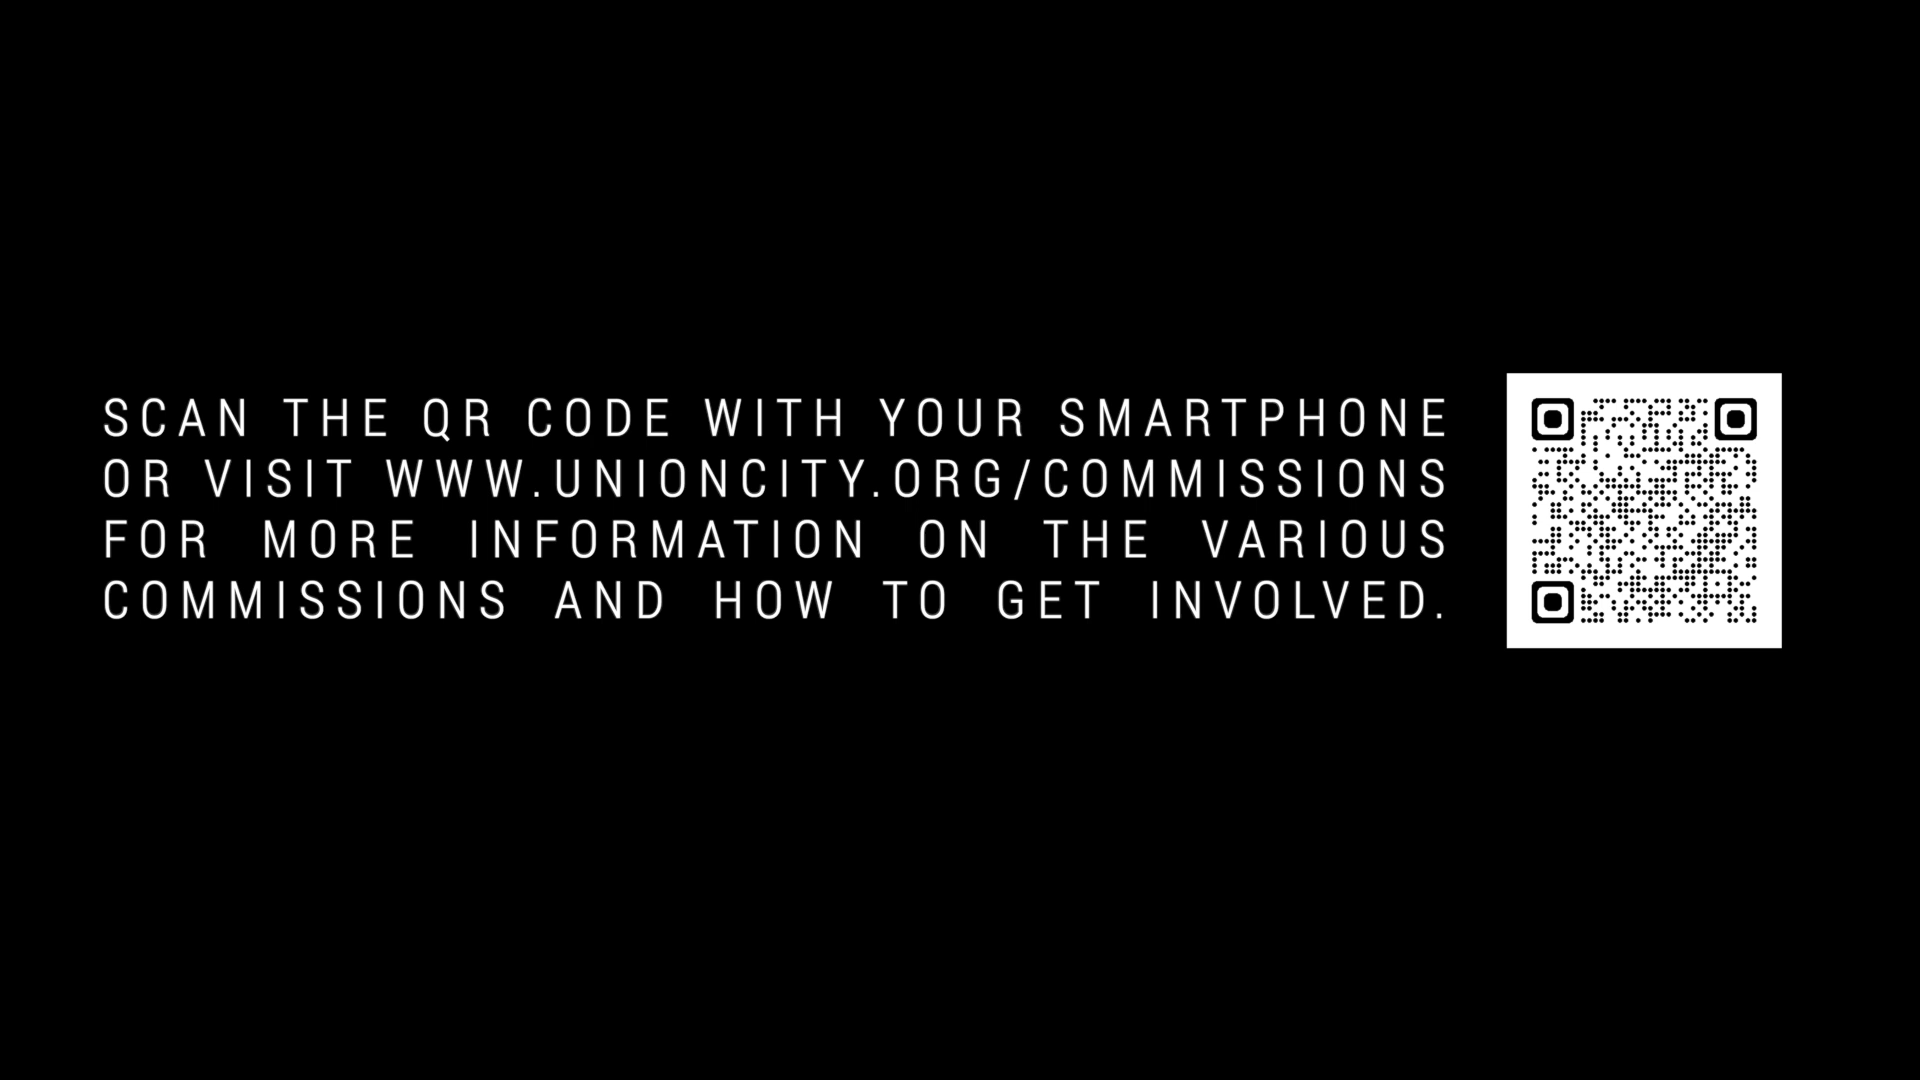 SCAN THE QR CODE WITH YOUR SMARTPHONE
OR VISIT WWW.UNIONCITY.ORG/COMMISSIONS
FOR MORE INFORMATION ON THE VARIOUS
COMMISSIONS AND HOW TO GET INVOLVED.